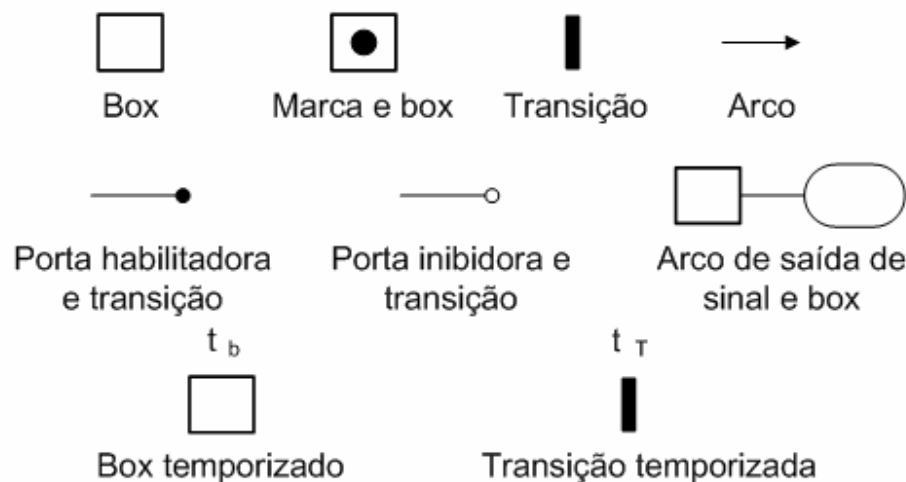 Box
Marca e box
Transição
Arco
Porta habilitadora
e transição
Porta inibidora e
transição
Arco de saída de
sinal e box
t b
t T
Box temporizado
Transição temporizada